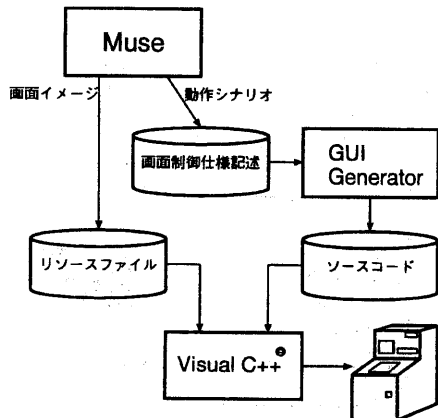 Muse
画面イメージ
動作シナリオ
画面制御仕様記述
GUI
Generator
リソースファイル
ソースコード
Visual C++®